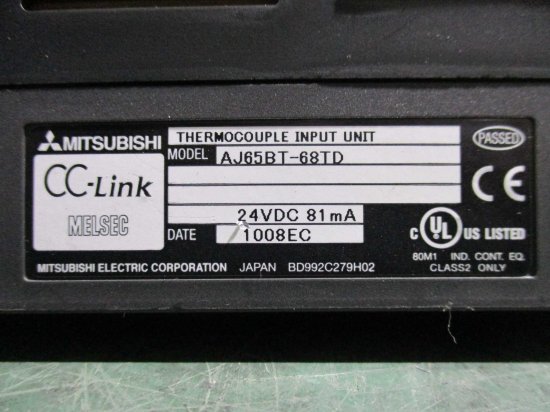 MITSUBISHI
THERMOCOUPLE INPUT UNIT
PASSED
MODEL AJ65BT-68TD
CC-Link
MELSEC
CE
24VDC 81mA
DATE 1008EC
C UL US LISTED
80M1 IND. CONT. EQ.
CLASS2 ONLY
MITSUBISHI ELECTRIC CORPORATION JAPAN BD992C279H02